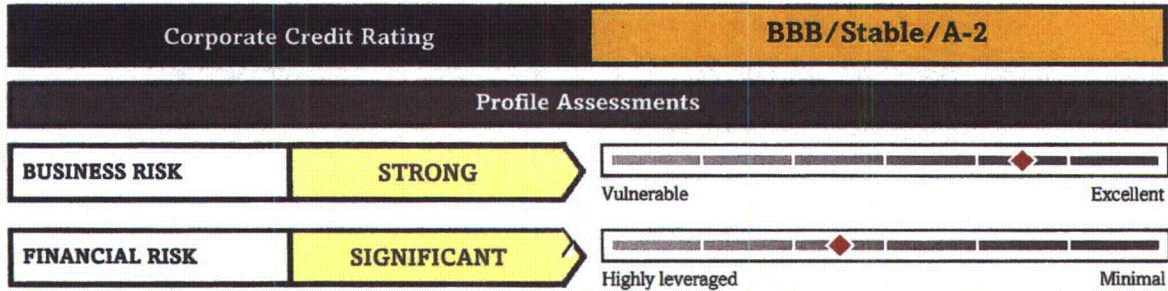 Corporate Credit Rating
BBB/Stable/A-2
Profile Assessments
BUSINESS RISK
STRONG
Vulnerable
Excellent
FINANCIAL RISK
SIGNIFICANT
Highly leveraged
Minimal